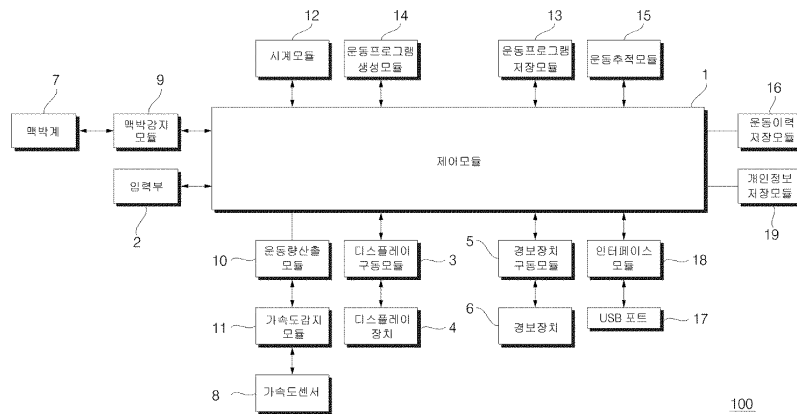 12
14
13
15
시계모듈
운동프로그램
생성모듈
운동프로그램
저장모듈
운동추적모듈
1
7
9
16
맥박계
맥박감지
모듈
제어모듈
운동이력
저장모듈
입력부
개인정보
저장모듈
2
19
10
운동량산출
모듈
디스플레이
구동모듈
3
5
경보장치
구동모듈
인터페이스
모듈
18
11
가속도감지
모듈
디스플레이
장치
4
6
경보장치
USB 포트
17
8
가속도센서
100